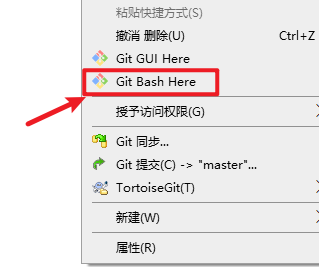 粘贴快捷方式(S)
撤消 删除(U) Ctrl+Z
Git GUI Here
Git Bash Here
授予访问权限(G)
Git 同步...
Git 提交(C) -> "master"...
TortoiseGit(T)
新建(W)
属性(R)